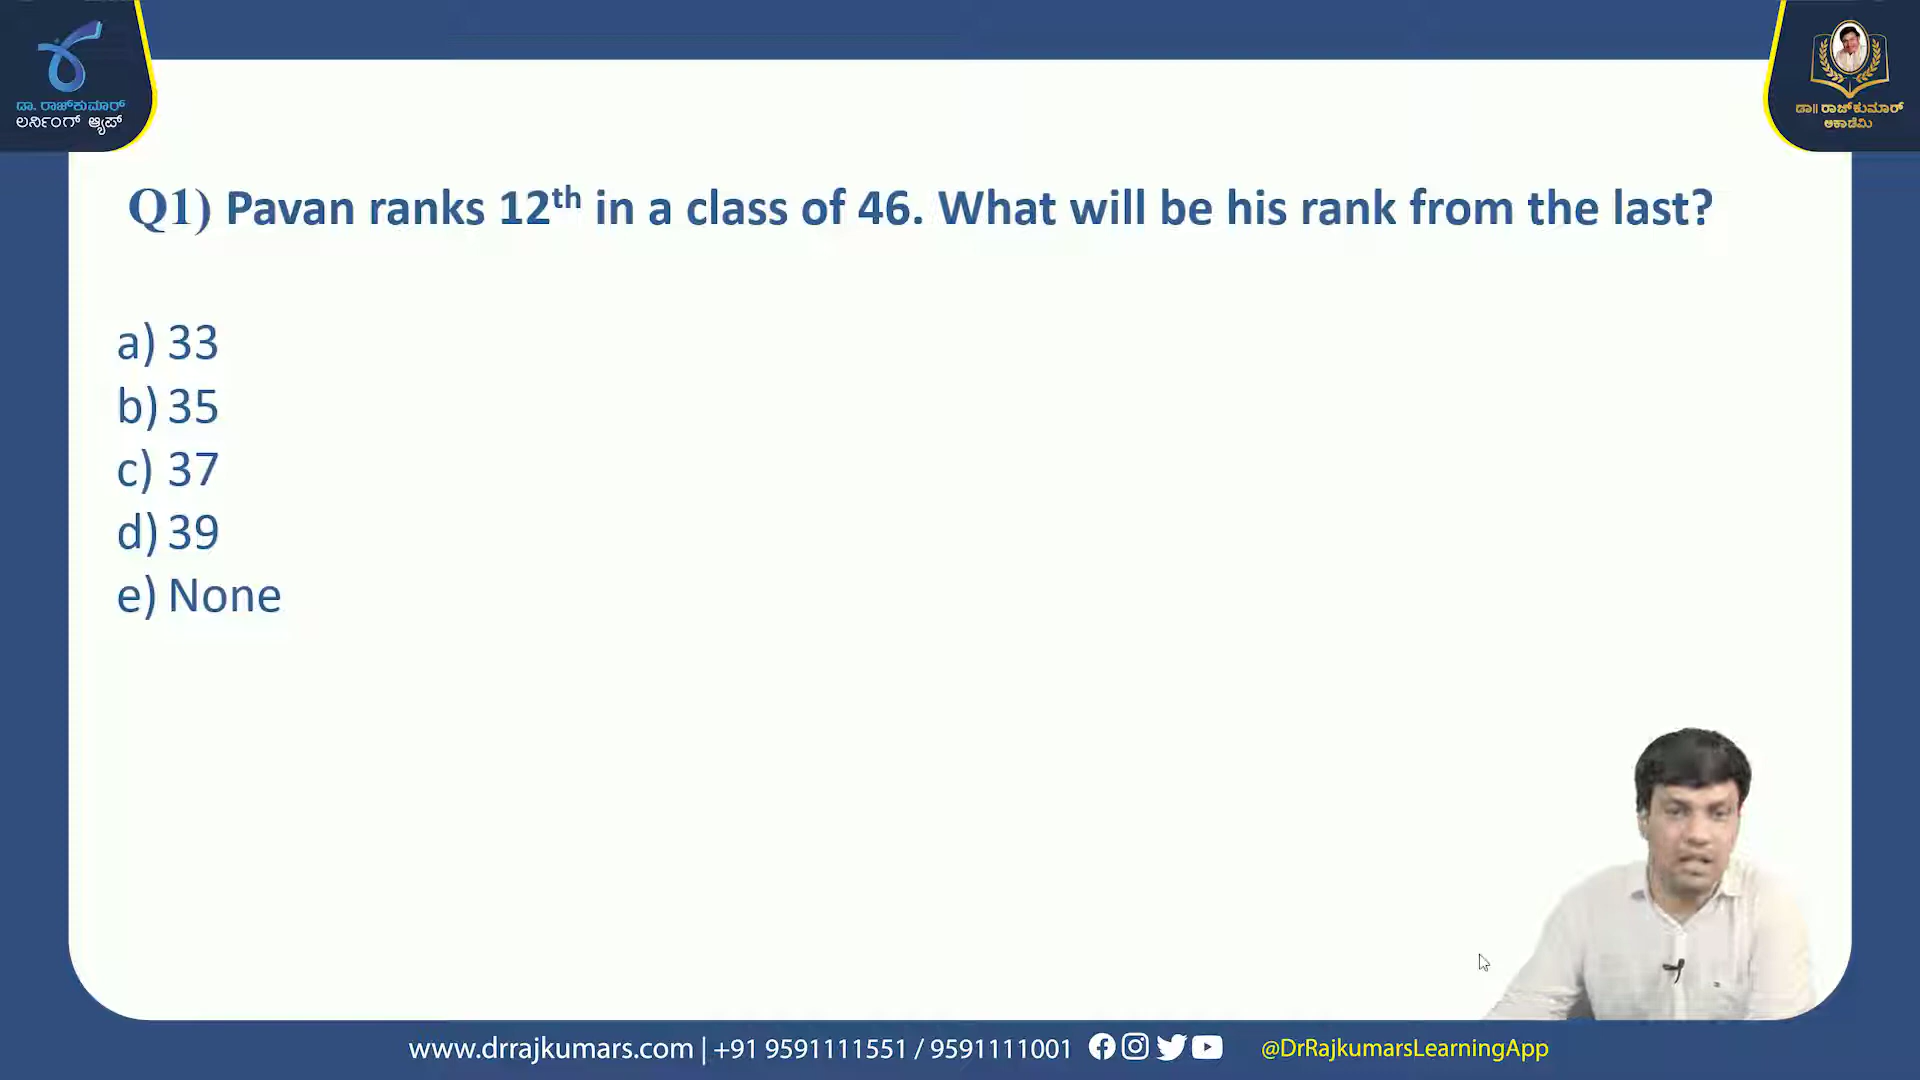 ಡಾ. ರಾಜ್‌ಕುಮಾರ್
ಲರ್ನಿಂಗ್ ಆ್ಯಪ್
ಡಾ|| ರಾಜ್‌ಕುಮಾರ್
ಅಕಾಡೆಮಿ
Q1) Pavan ranks 12th in a class of 46. What will be his rank from the last?
a) 33
b) 35
c) 37
d) 39
e) None
www.drrajkumars.com | +91 9591111551 / 9591111001 @DrRajkumarsLearningApp